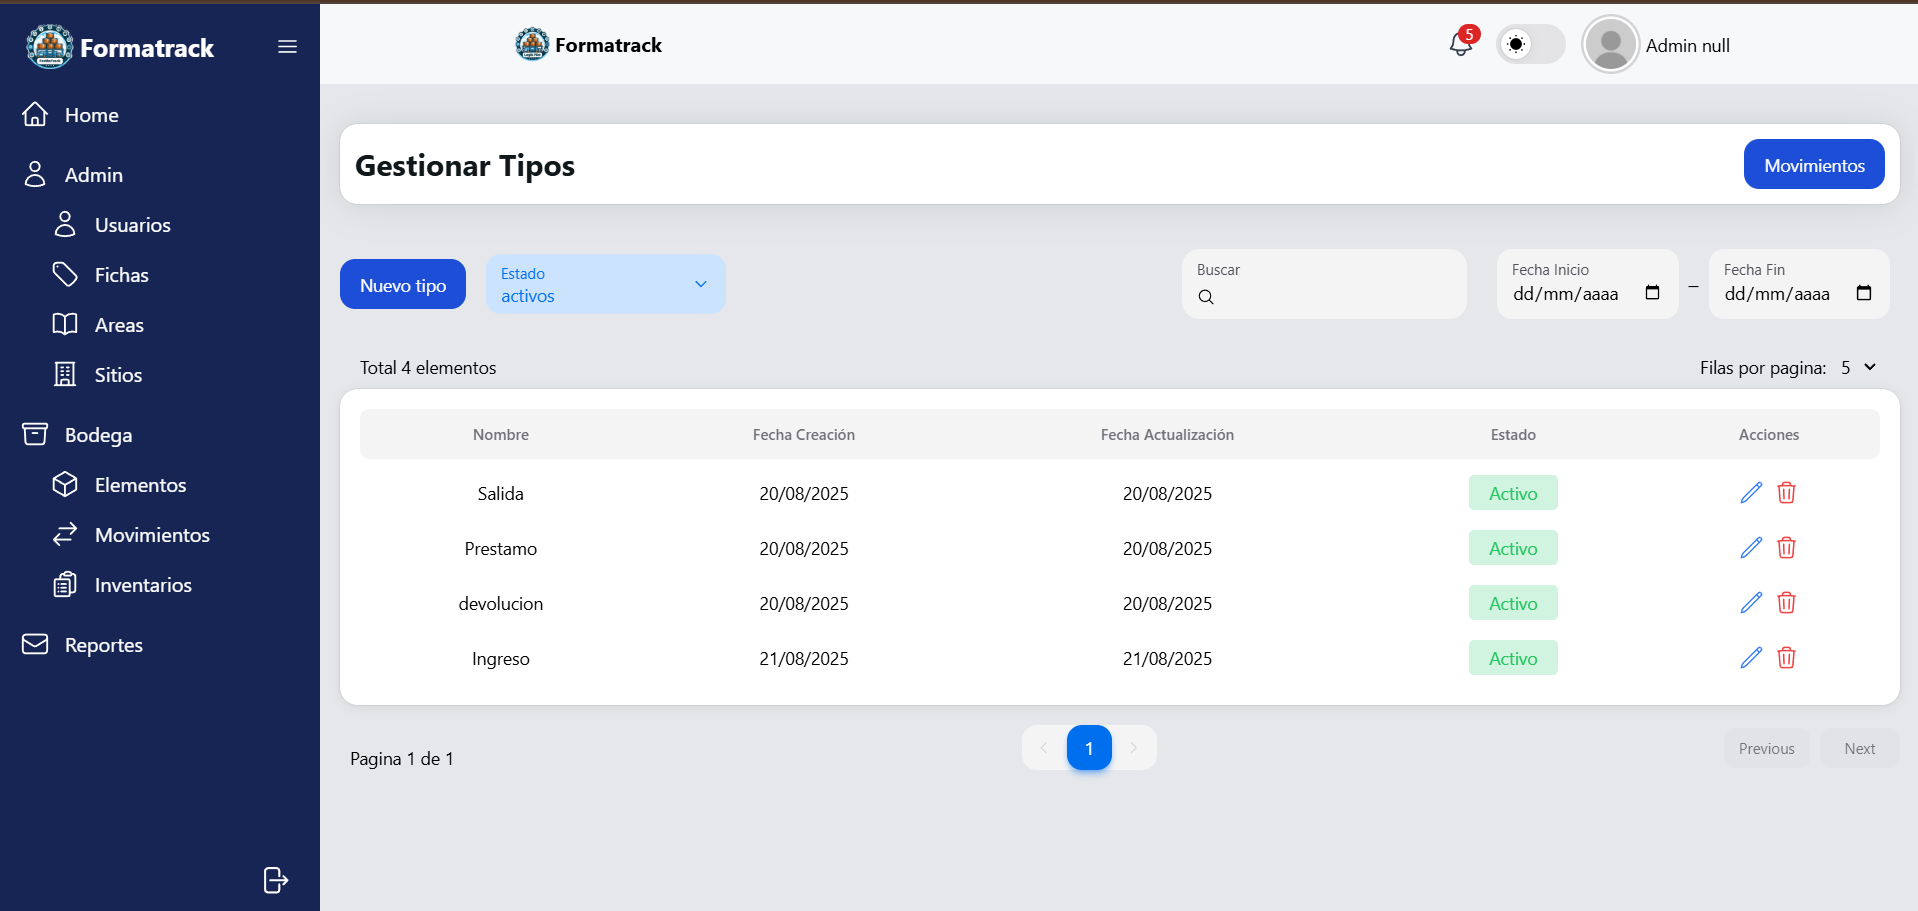 Formatrack
Home
Admin
Usuarios
Fichas
Areas
Sitios
Bodega
Elementos
Movimientos
Inventarios
Reportes
Formatrack
5
Admin null
Gestionar Tipos
Movimientos
Nuevo tipo
Estado
activos
Buscar
Fecha Inicio
dd/mm/aaaa
–
Fecha Fin
dd/mm/aaaa
Total 4 elementos
Filas por pagina: 5
Nombre Fecha Creación Fecha Actualización Estado Acciones
Salida 20/08/2025 20/08/2025 Activo
Prestamo 20/08/2025 20/08/2025 Activo
devolucion 20/08/2025 20/08/2025 Activo
Ingreso 21/08/2025 21/08/2025 Activo
Pagina 1 de 1
1
Previous
Next